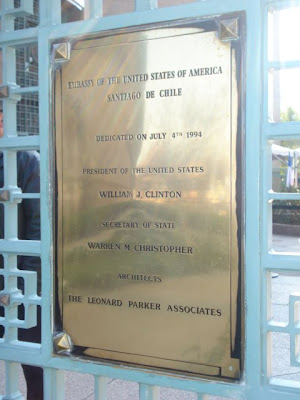 EMBASSY OF THE UNITED STATES OF AMERICA
SANTIAGO DE CHILE
DEDICATED ON JULY 4TH 1994
PRESIDENT OF THE UNITED STATES
WILLIAM J. CLINTON
SECRETARY OF STATE
WARREN M. CHRISTOPHER
ARCHITECTS
THE LEONARD PARKER ASSOCIATES